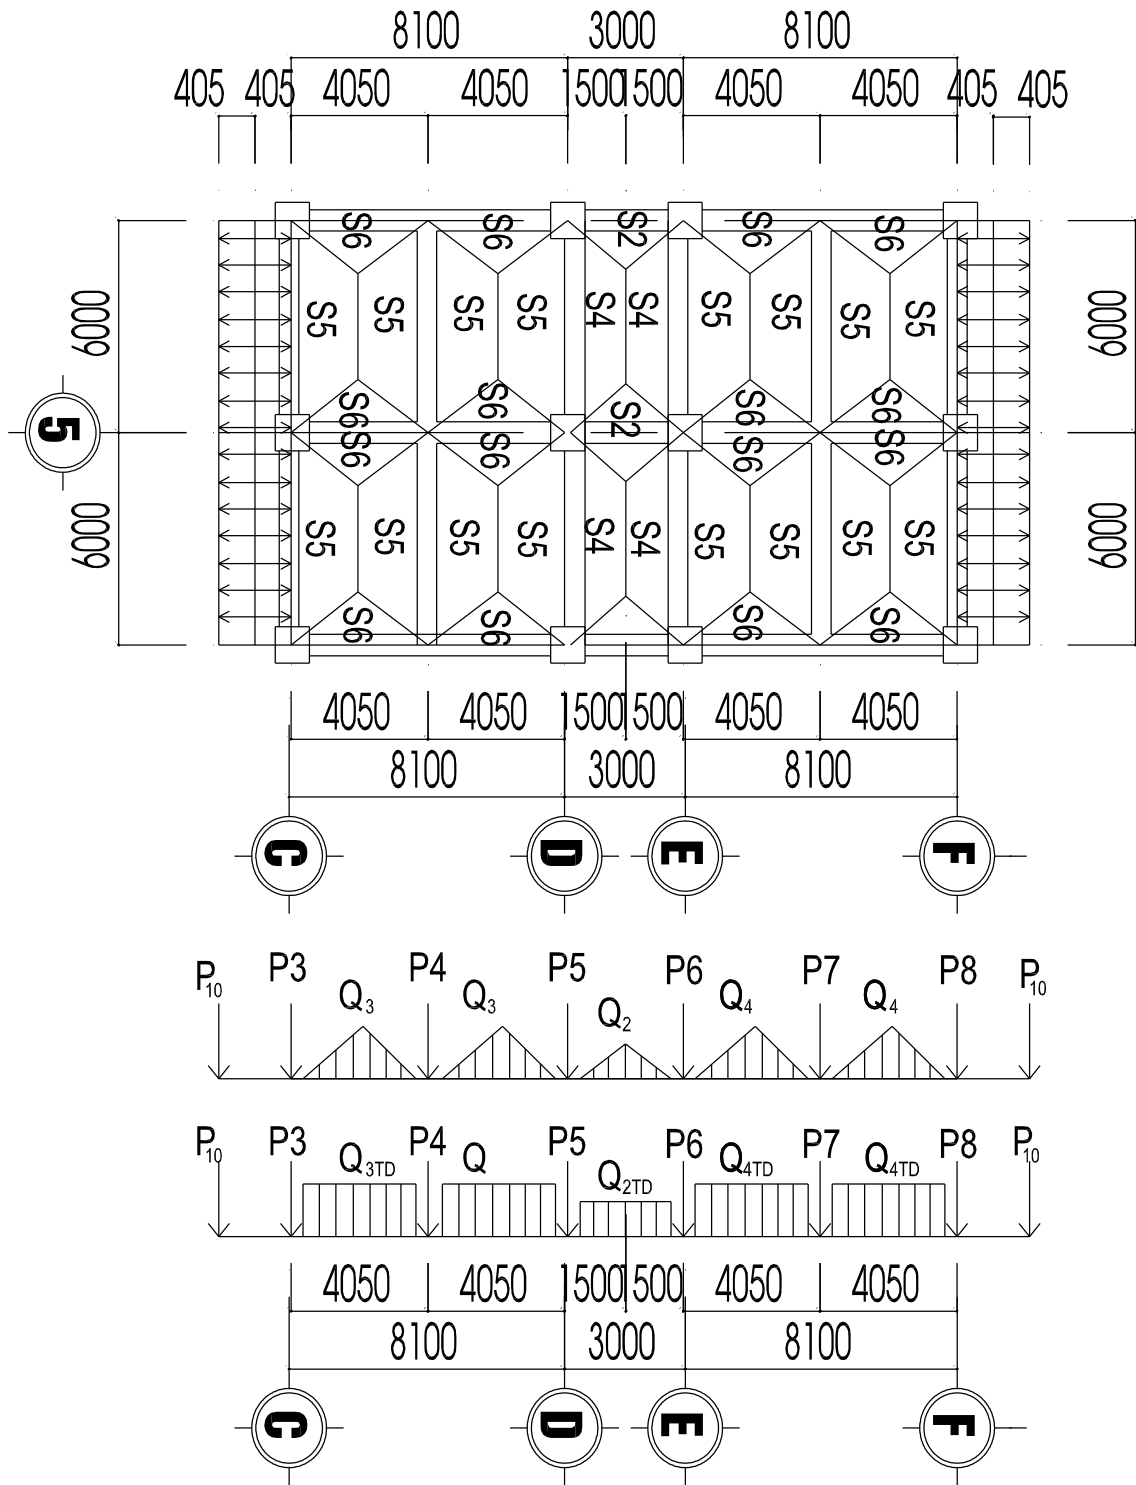 8100 3000 8100
405 405 4050 4050 1500 1500 4050 4050 405 405
S6 S6 S2 S6 S6
6000 S5 S5 S5 S5 S4 S4 S5 S5 S5 S5 6000
S6 S6 S2 S6 S6
5
S6 S6 S6 S6
6000 S5 S5 S5 S5 S4 S4 S5 S5 S5 S5 6000
S6 S6 S6 S6
4050 4050 1500 1500 4050 4050
8100 3000 8100
C D E F
P10 P3 P4 P5 P6 P7 P8 P10
Q3 Q3 Q2 Q4 Q4
P10 P3 P4 P5 P6 P7 P8 P10
Q3TD Q Q2TD Q4TD Q4TD
4050 4050 1500 1500 4050 4050
8100 3000 8100
C D E F